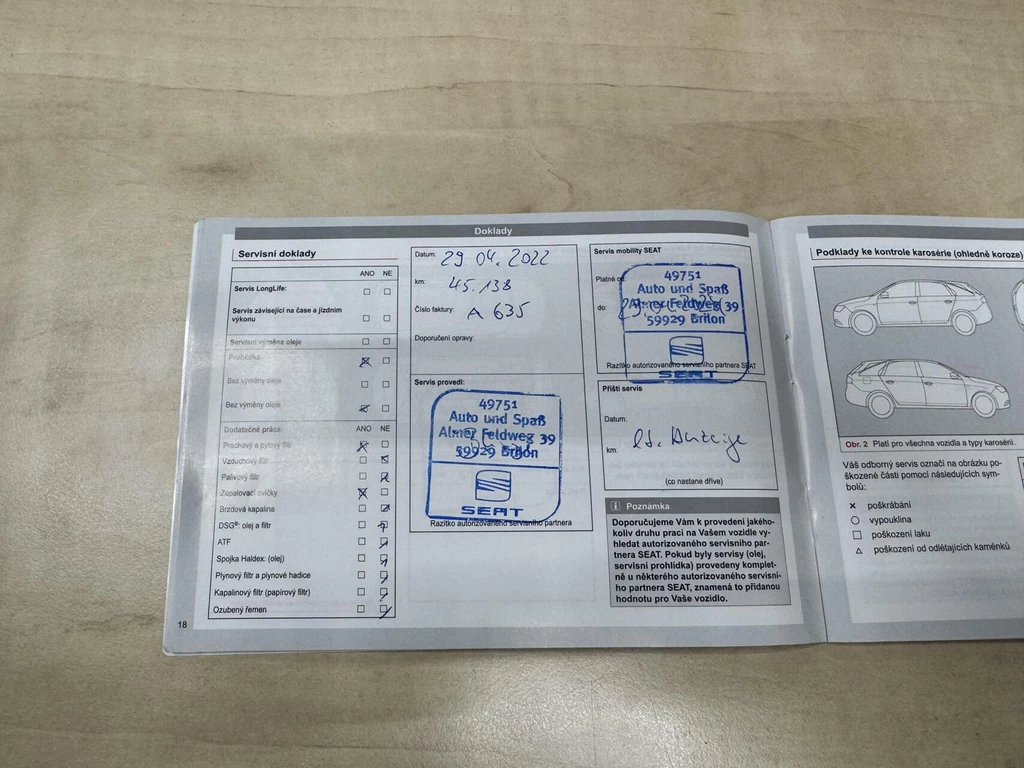 Doklady
Servisní doklady
ANO NE
Servis LongLife:
Servis závisející na čase a jízdním
výkonu
Servisní výměna oleje
Prohlídka
Bez výměny oleje
Bez výměny oleje
Dodatečné práce: ANO NE
Prachový a pylový filtr
Vzduchový filtr
Palivový filtr
Zapalovací svíčky
Brzdová kapalina
DSG®: olej a filtr
ATF
Spojka Haldex: (olej)
Plynový filtr a plynové hadice
Kapalinový filtr (papírový filtr)
Ozubený řemen
18
Datum: 29 04. 2022
km: 45.138
Číslo faktury: A 635
Doporučení opravy:
Servis provedl:
49751
Auto und Spaß
Almer Feldweg 39
59929 Brilon
SEAT
Razítko autorizovaného servisního partnera
Servis mobility SEAT
Platné od:
do:
49751
Auto und Spaß
Almer Feldweg 39
59929 Brilon
SEAT
Razítko autorizovaného servisního partnera SEAT
Příští servis
Datum:
km: lt. Anzeige
(co nastane dříve)
i Poznámka
Doporučujeme Vám k provedení jakého-
koliv druhu prací na Vašem vozidle vy-
hledat autorizovaného servisního par-
tnera SEAT. Pokud byly servisy (olej,
servisní prohlídka) provedeny komplet-
ně u některého autorizovaného servisní-
ho partnera SEAT, znamená to přidanou
hodnotu pro Vaše vozidlo.
Podklady ke kontrole karosérie (ohledně koroze)
Obr. 2 Platí pro všechna vozidla a typy karosérií.
Váš odborný servis označí na obrázku po-
škozené části pomocí následujících sym-
bolů:
poškrábání
vypouklina
poškození laku
poškození od odlétajících kaménků